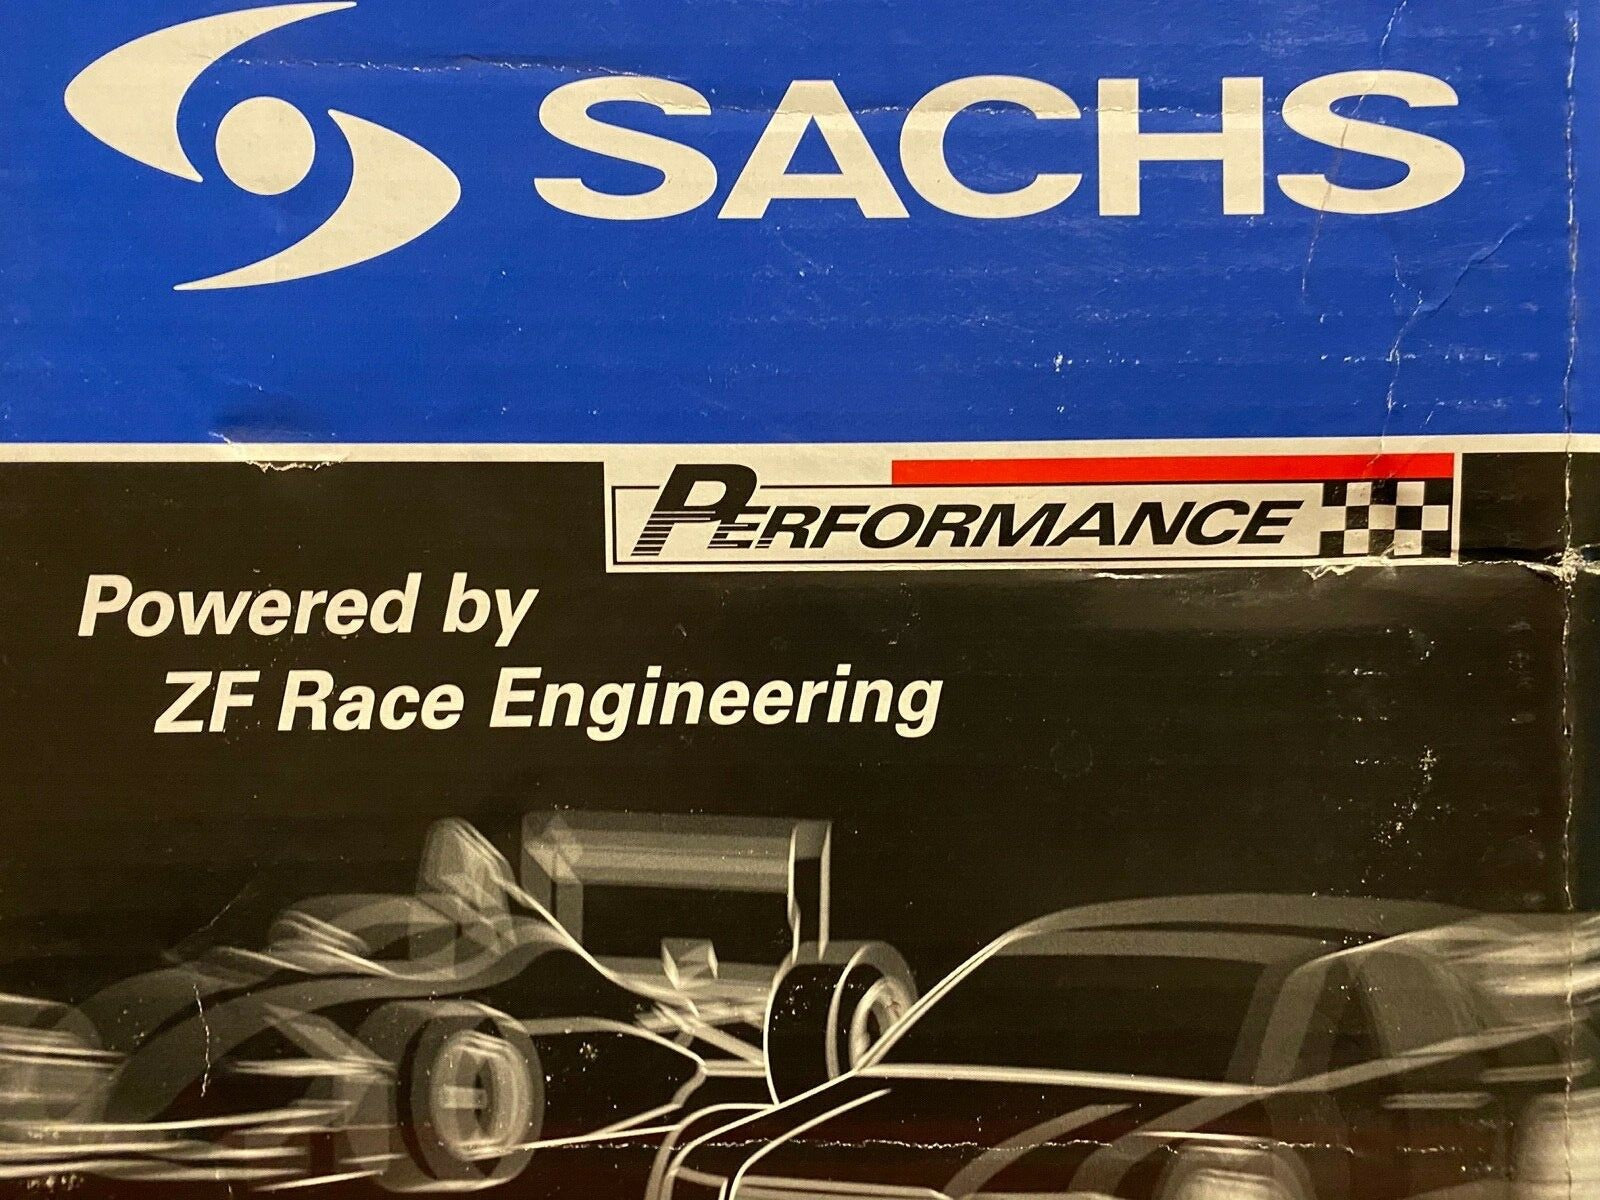 SACHS
PERFORMANCE
Powered by
ZF Race Engineering